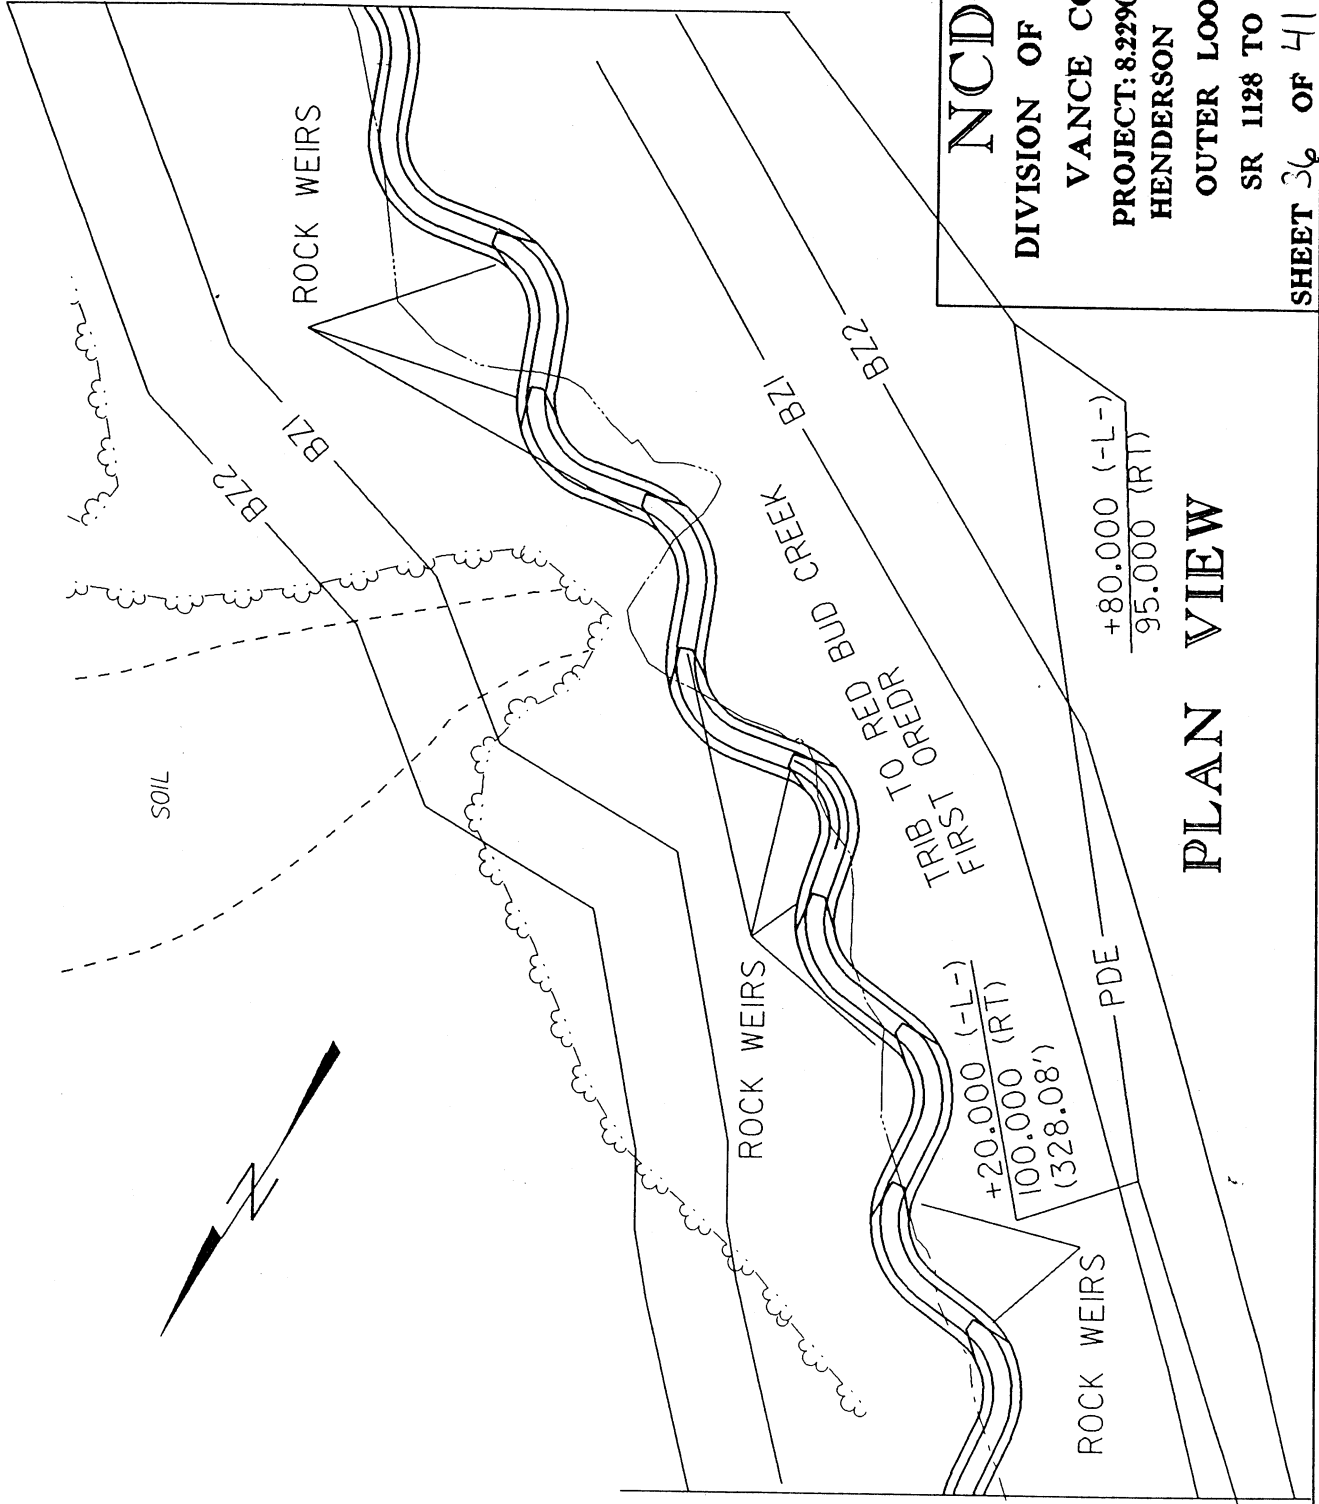 ROCK WEIRS
BZ2
BZ1
SOIL
BZ1
BZ2
TRIB TO RED BUD CREEK
FIRST OREDR
ROCK WEIRS
ROCK WEIRS
+20.000 (-L-)
100.000 (RT)
(328.08')
PDE
+80.000 (-L-)
95.000 (RT)
N
PLAN VIEW
NCD
DIVISION OF
VANCE CO
PROJECT: 8.2290
HENDERSON
OUTER LOO
SR 1128 TO
SHEET 36 OF 41